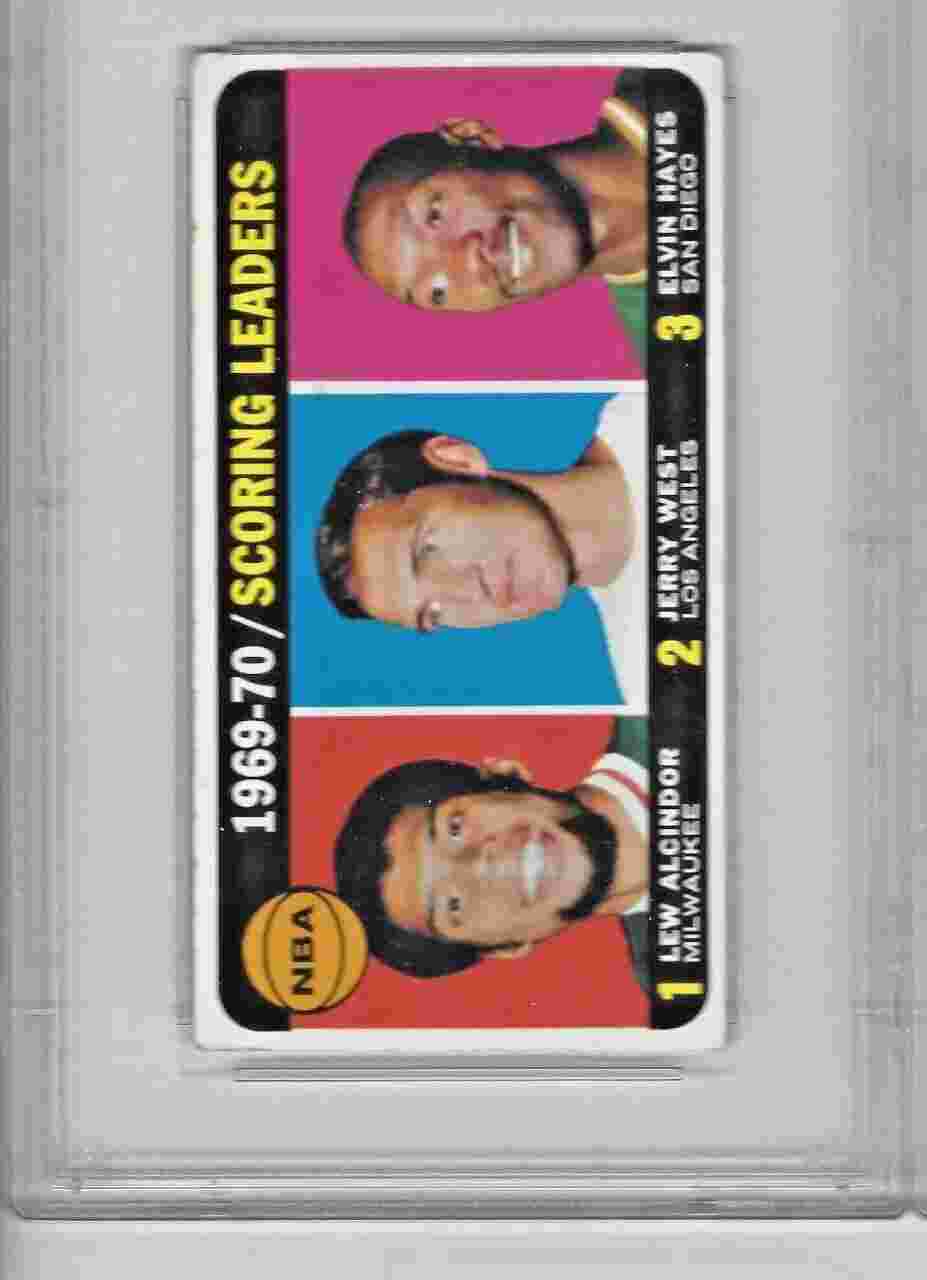 1969-70/SCORING LEADERS
NBA
1 LEW ALCINDOR
MILWAUKEE
2 JERRY WEST
LOS ANGELES
3 ELVIN HAYES
SAN DIEGO